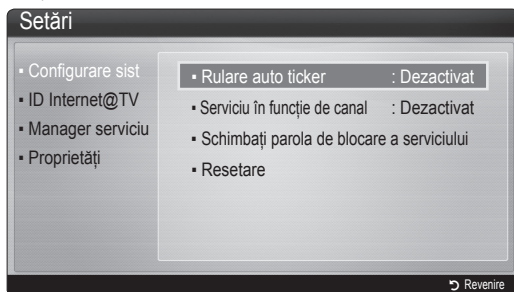 Setări
▪ Configurare sist
▪ ID Internet@TV
▪ Manager serviciu
▪ Proprietăți
▪ Rulare auto ticker : Dezactivat
▪ Serviciu în funcție de canal : Dezactivat
▪ Schimbați parola de blocare a serviciului
▪ Resetare
Revenire